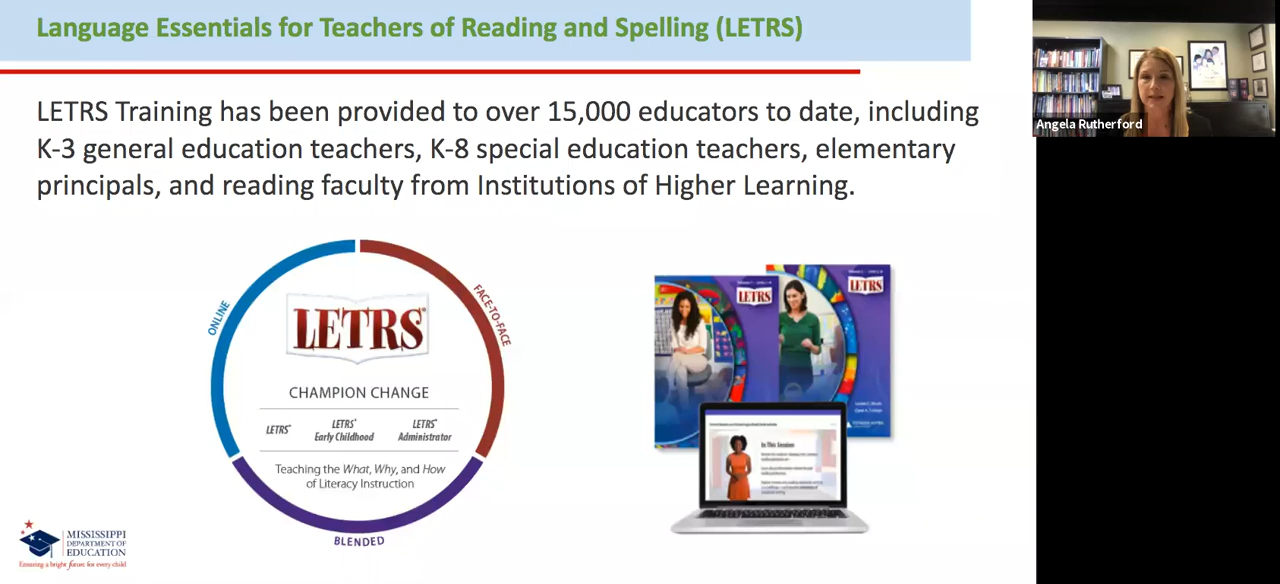 Language Essentials for Teachers of Reading and Spelling (LETRS)
Angela Rutherford
LETRS Training has been provided to over 15,000 educators to date, including
K-3 general education teachers, K-8 special education teachers, elementary
principals, and reading faculty from Institutions of Higher Learning.
ONLINE
FACE-TO-FACE
LETRS®
CHAMPION CHANGE
LETRS®
LETRS®
Early Childhood
LETRS®
Administrator
Teaching the What, Why, and How
of Literacy Instruction
BLENDED
LETRS
LETRS
In This Session
MISSISSIPPI
DEPARTMENT OF
EDUCATION
Ensuring a bright future for every child